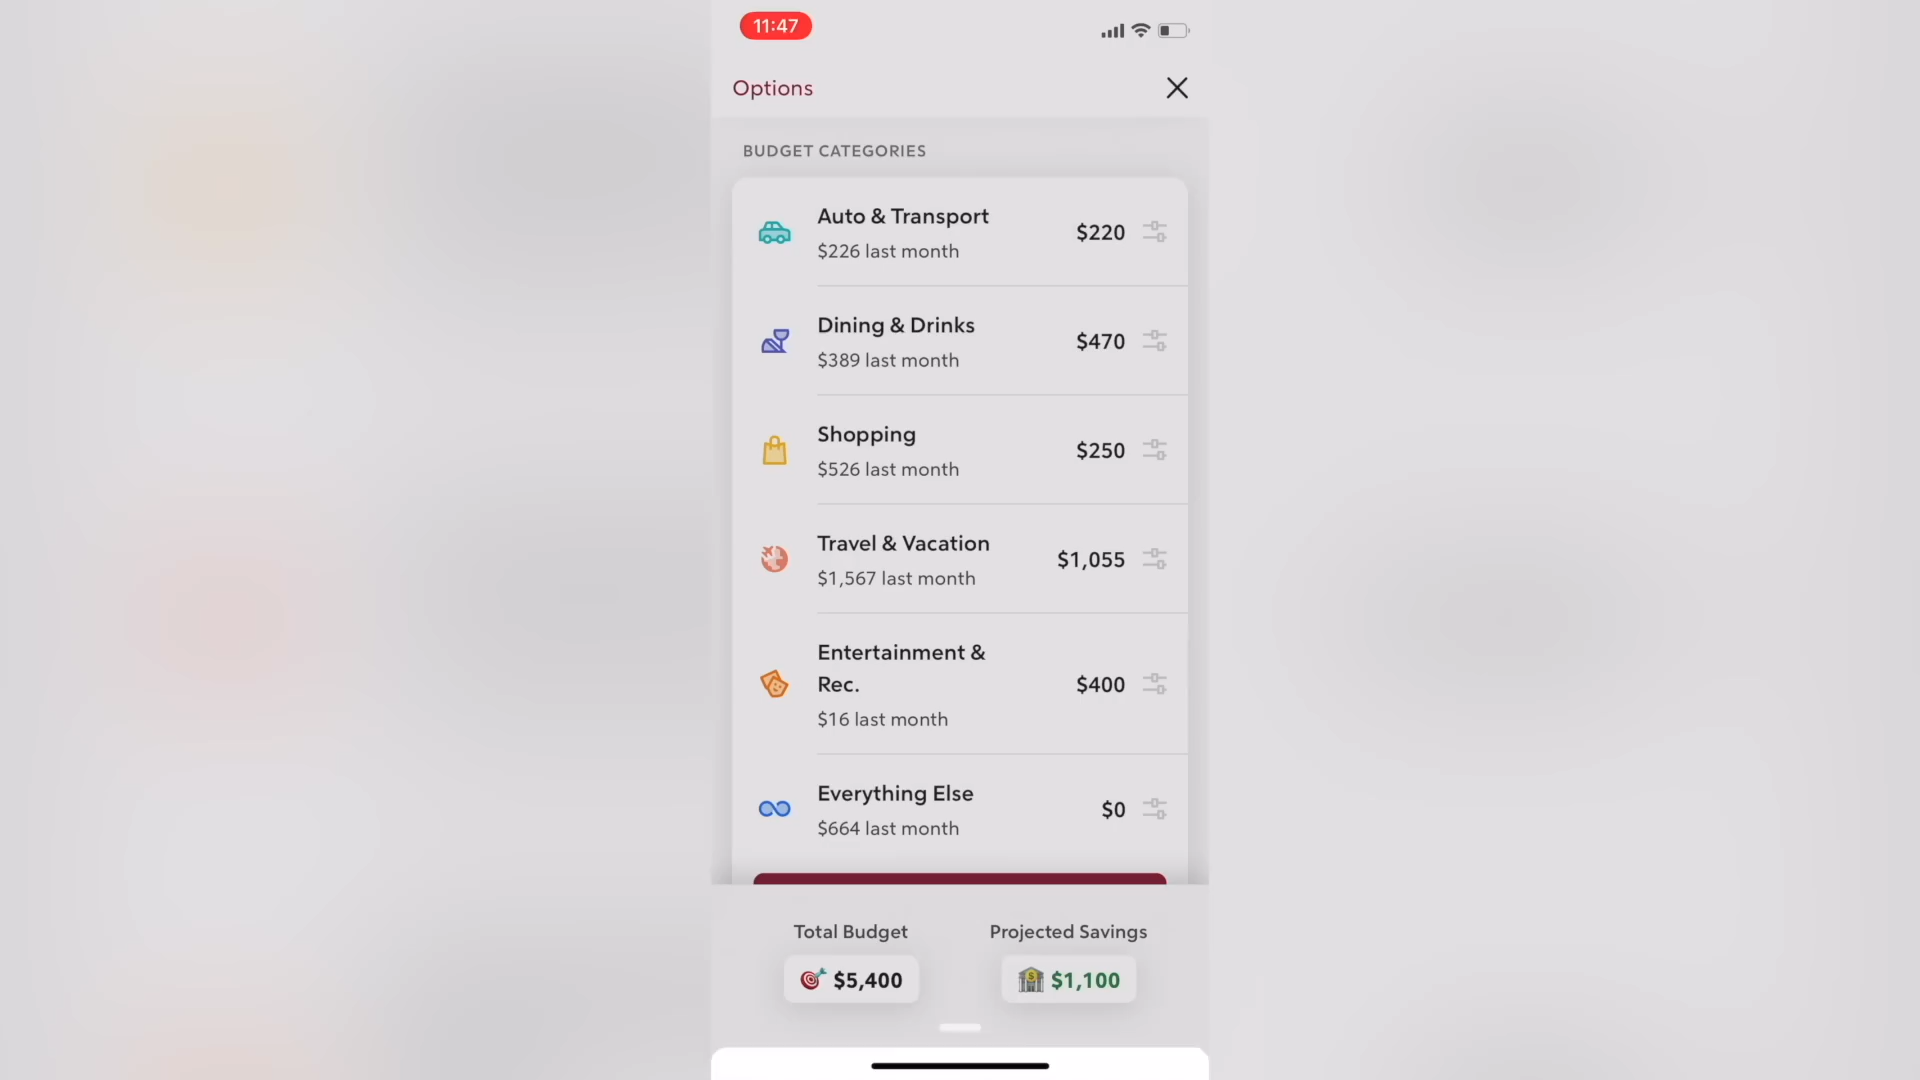 11:47
Options
BUDGET CATEGORIES
Auto & Transport
$226 last month
$220
Dining & Drinks
$389 last month
$470
Shopping
$526 last month
$250
Travel & Vacation
$1,567 last month
$1,055
Entertainment &
Rec.
$16 last month
$400
Everything Else
$664 last month
$0
Total Budget
$5,400
Projected Savings
$1,100